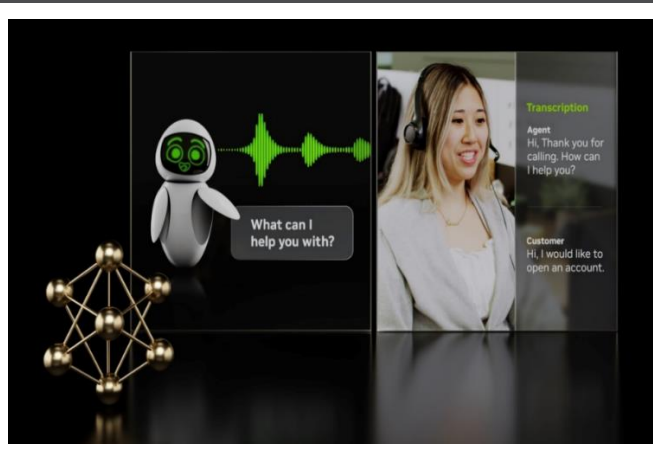 What can I
help you with?
Transcription
Agent
Hi, Thank you for
calling. How can
I help you?
Customer
Hi, I would like to
open an account.